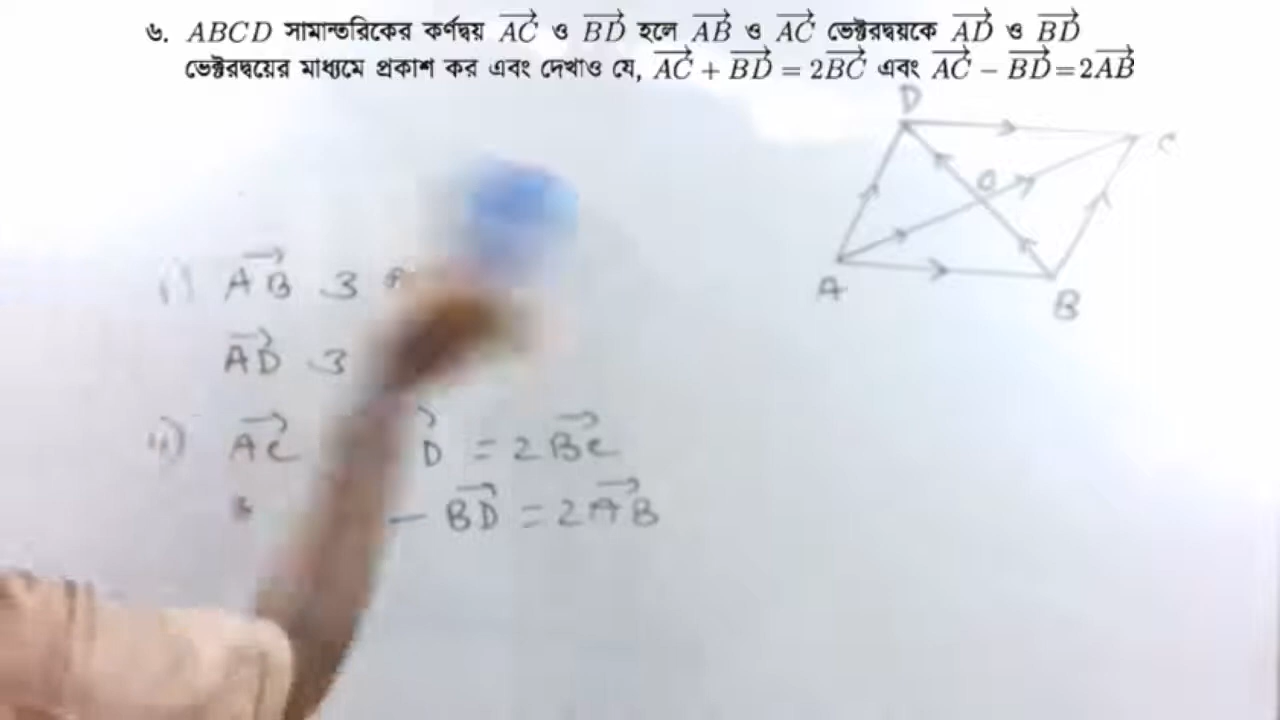 ৬. ABCD সামান্তরিকের কর্ণদ্বয় $\overrightarrow{AC}$ ও $\overrightarrow{BD}$ হলে $\overrightarrow{AB}$ ও $\overrightarrow{AC}$ ভেক্টরদ্বয়কে $\overrightarrow{AD}$ ও $\overrightarrow{BD}$
ভেক্টরদ্বয়ের মাধ্যমে প্রকাশ কর এবং দেখাও যে, $\overrightarrow{AC} + \overrightarrow{BD} = 2\overrightarrow{BC}$ এবং $\overrightarrow{AC} - \overrightarrow{BD} = 2\overrightarrow{AB}$
D
C
O
A
B
i) $\overrightarrow{AB}$ ও
$\overrightarrow{AD}$ ও
ii) $\overrightarrow{AC}$ D = 2$\overrightarrow{BC}$
− $\overrightarrow{BD}$ = 2$\overrightarrow{AB}$